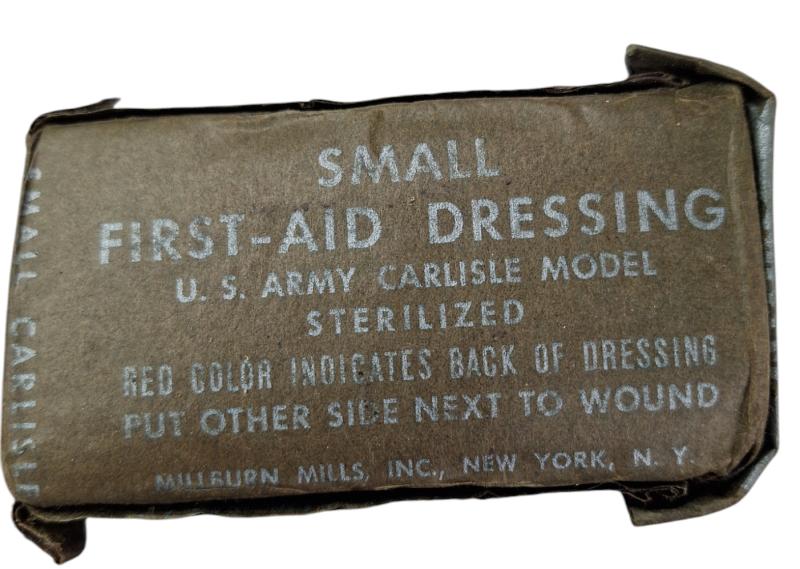 SMALL
FIRST-AID DRESSING
U. S. ARMY CARLISLE MODEL
STERILIZED
RED COLOR INDICATES BACK OF DRESSING
PUT OTHER SIDE NEXT TO WOUND
MILLBURN MILLS, INC., NEW YORK, N. Y.
SMALL CARLISLE